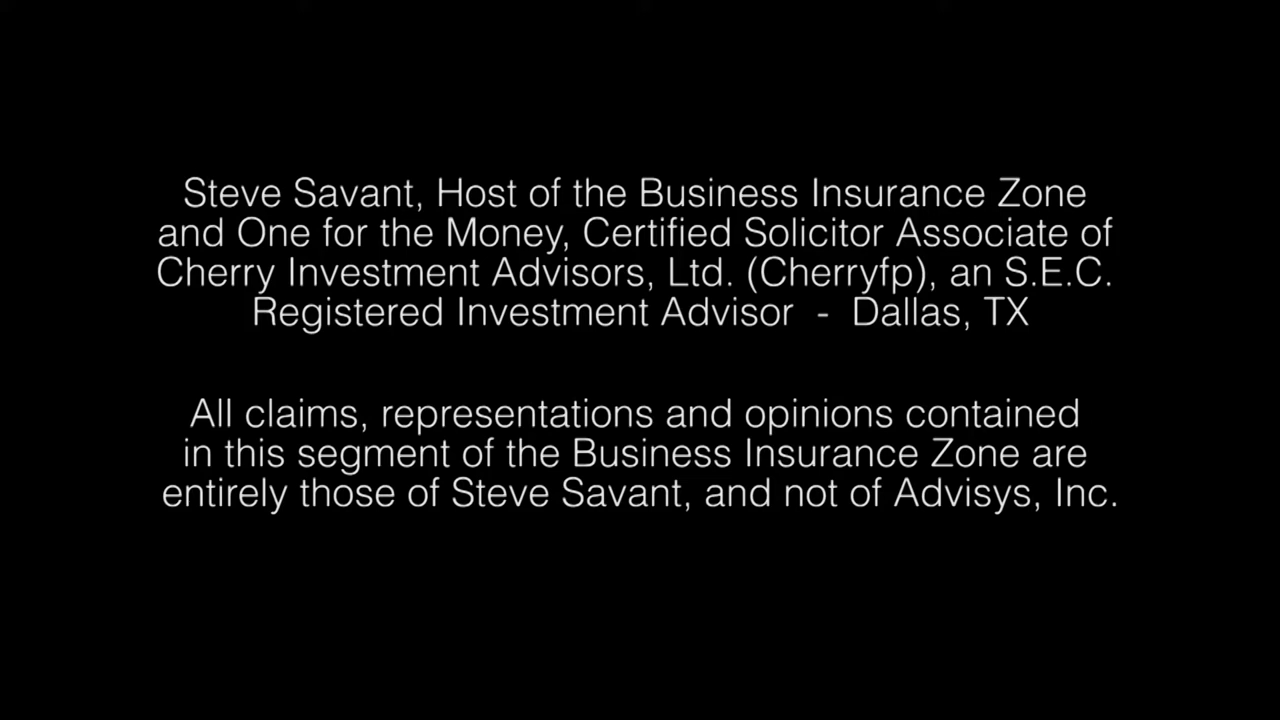 Steve Savant, Host of the Business Insurance Zone
and One for the Money, Certified Solicitor Associate of
Cherry Investment Advisors, Ltd. (Cherryfp), an S.E.C.
Registered Investment Advisor - Dallas, TX
All claims, representations and opinions contained
in this segment of the Business Insurance Zone are
entirely those of Steve Savant, and not of Advisys, Inc.